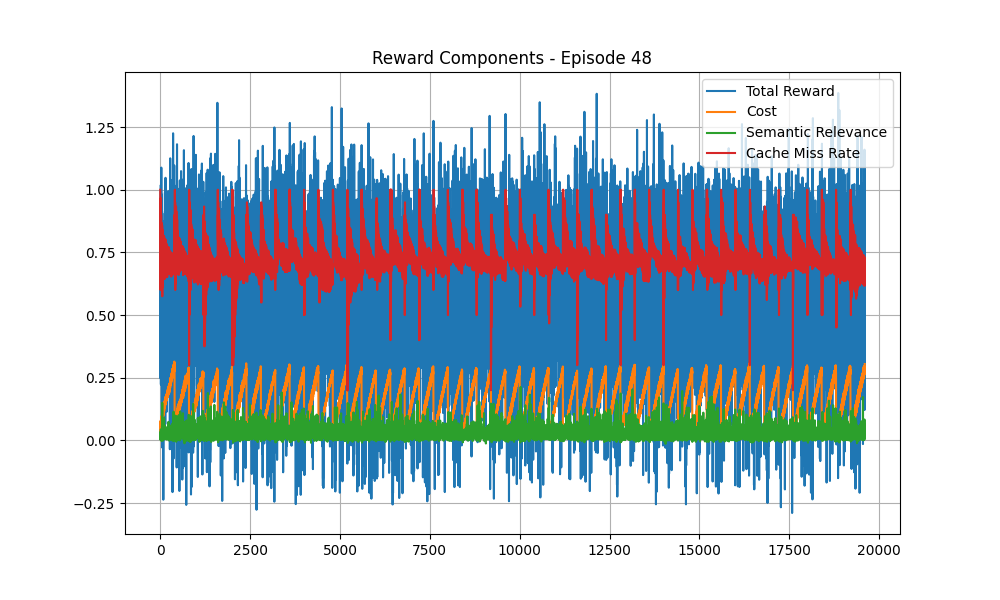 Reward Components - Episode 48
Total Reward
Cost
Semantic Relevance
Cache Miss Rate
1.25
1.00
0.75
0.50
0.25
0.00
−0.25
0 2500 5000 7500 10000 12500 15000 17500 20000